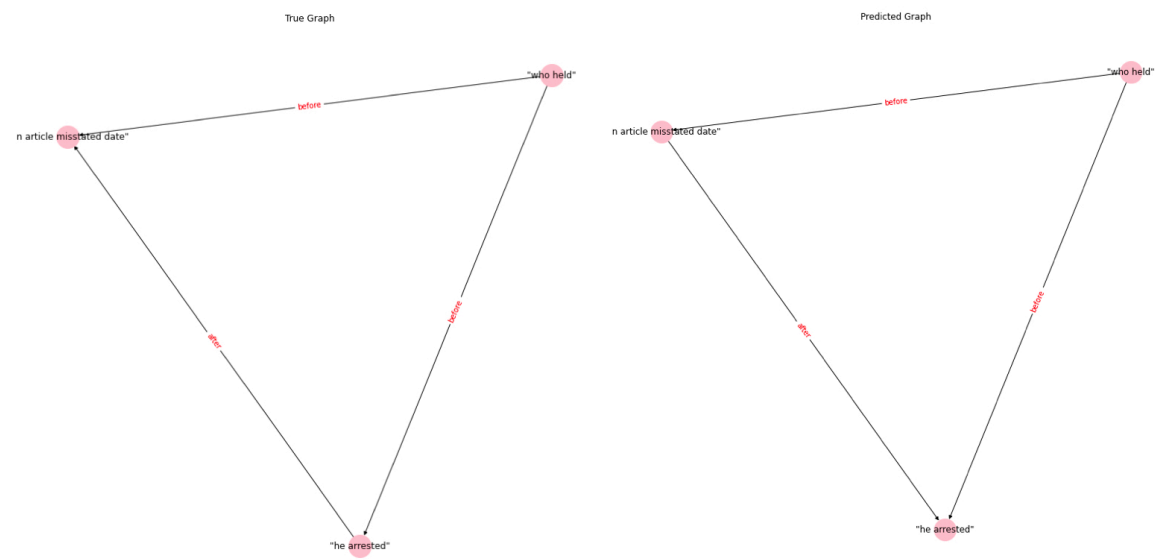 True Graph
"who held"
before
n article misstated date"
before
after
"he arrested"
Predicted Graph
"who held"
before
n article misstated date"
before
after
"he arrested"